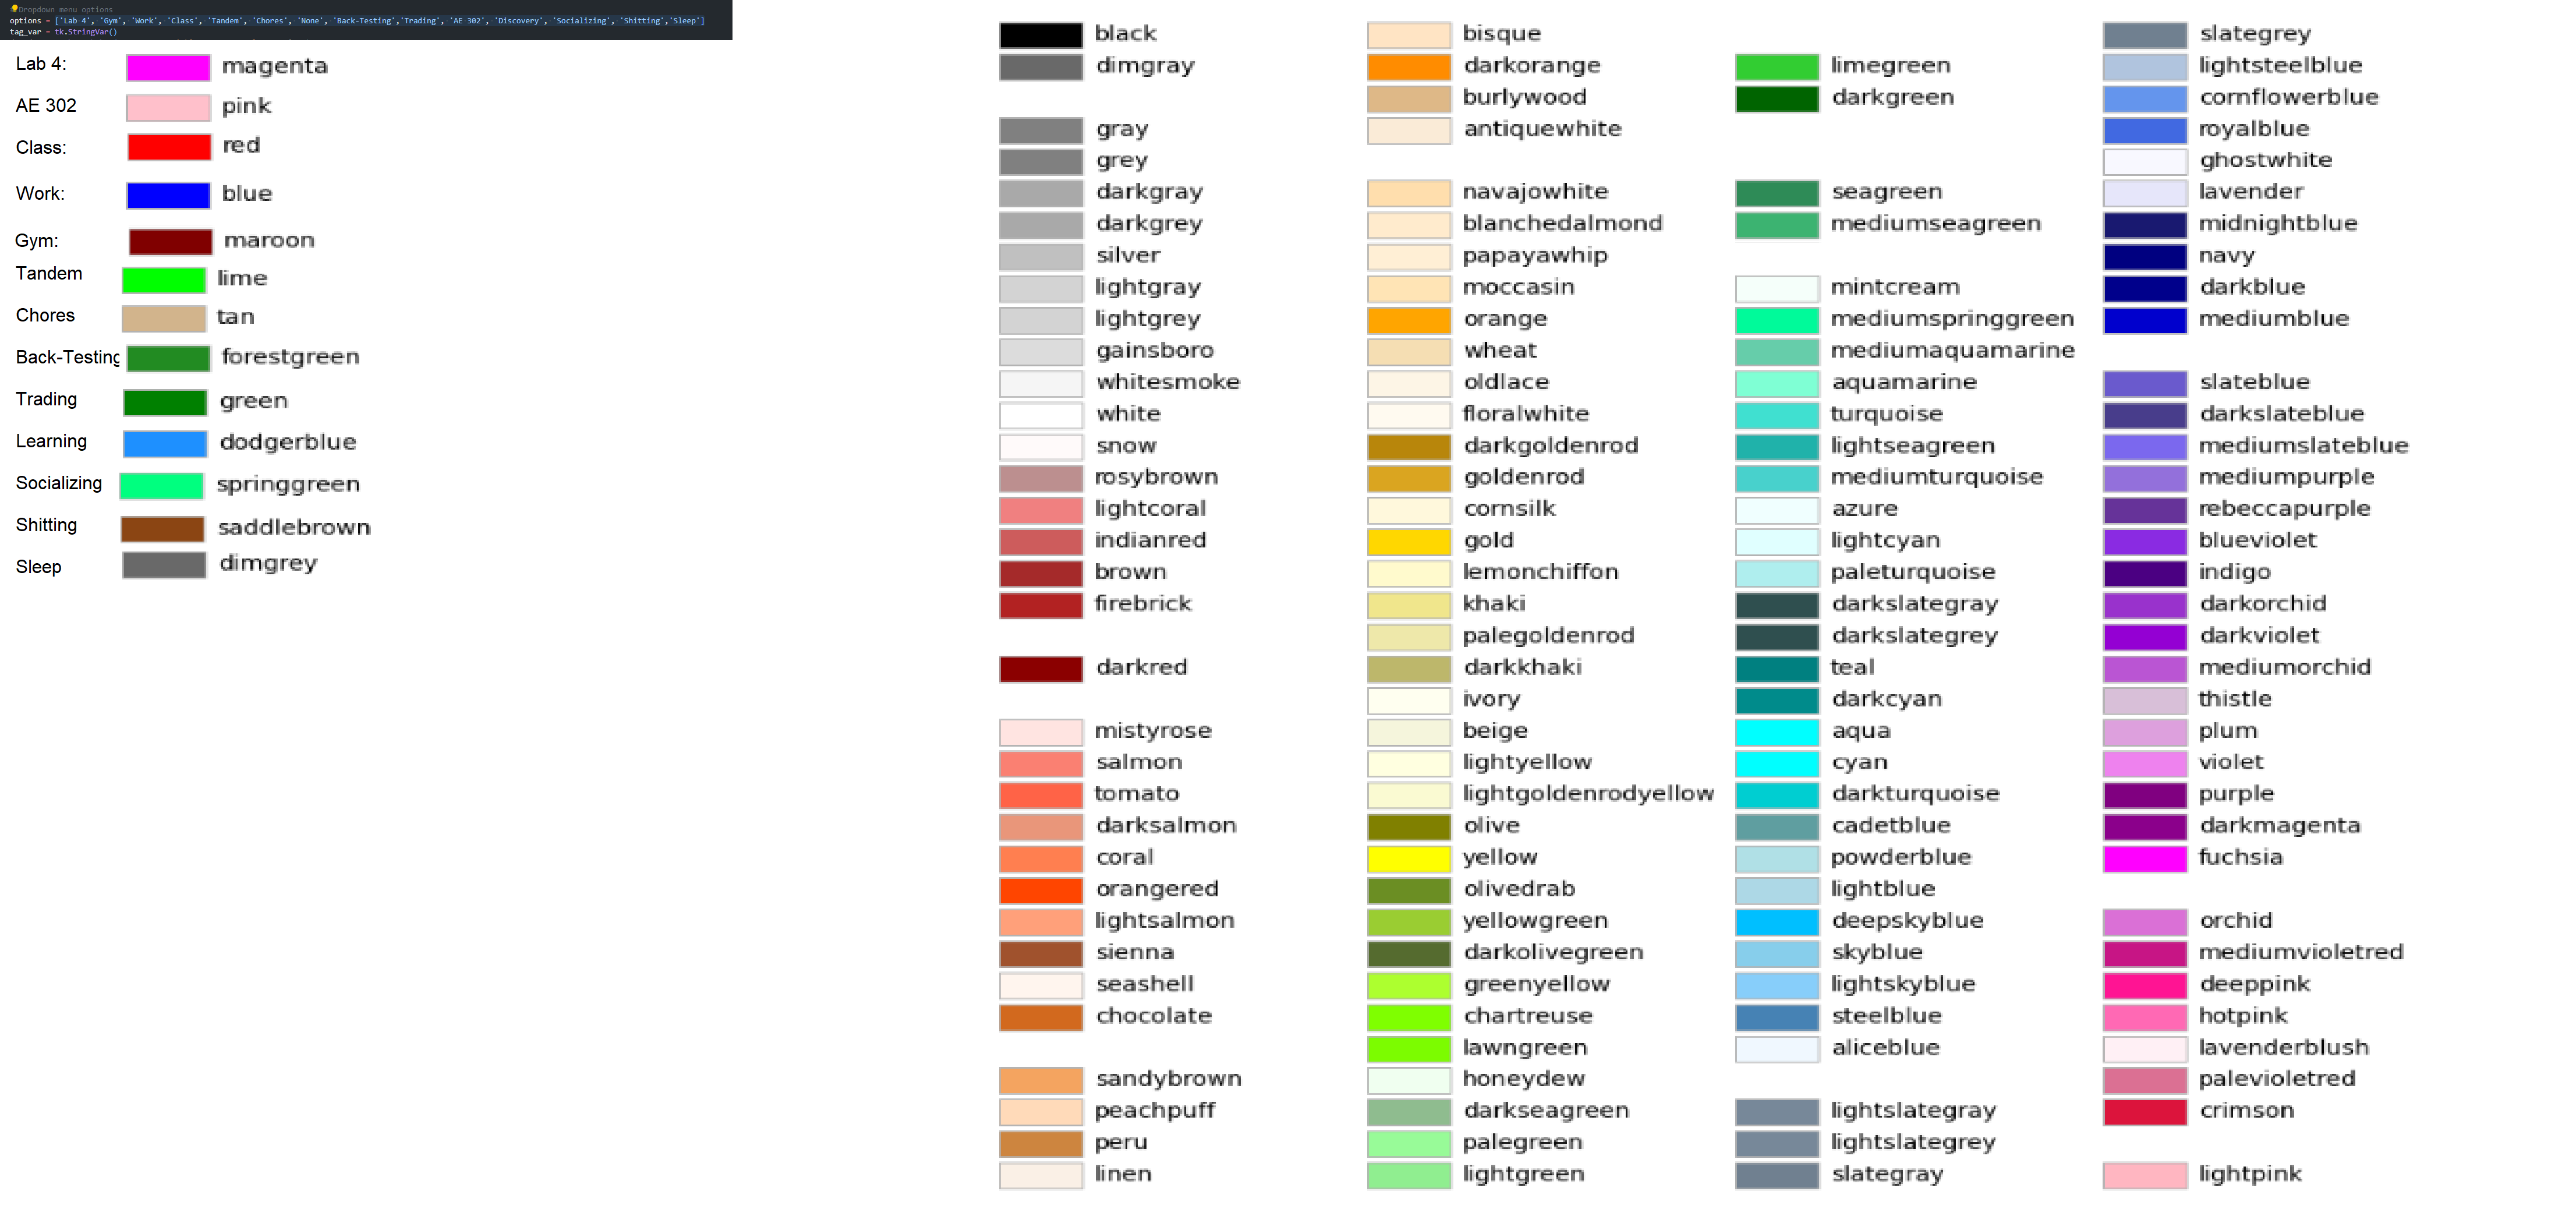 Dropdown menu options
options = ['Lab 4', 'Gym', 'Work', 'Class', 'Tandem', 'Chores', 'None', 'Back-Testing','Trading', 'AE 302', 'Discovery', 'Socializing', 'Shitting','Sleep']
tag_var = tk.StringVar()
Lab 4: magenta
AE 302 pink
Class: red
Work: blue
Gym: maroon
Tandem lime
Chores tan
Back-Testing forestgreen
Trading green
Learning dodgerblue
Socializing springgreen
Shitting saddlebrown
Sleep dimgrey
black
dimgray
gray
grey
darkgray
darkgrey
silver
lightgray
lightgrey
gainsboro
whitesmoke
white
snow
rosybrown
lightcoral
indianred
brown
firebrick
darkred
mistyrose
salmon
tomato
darksalmon
coral
orangered
lightsalmon
sienna
seashell
chocolate
sandybrown
peachpuff
peru
linen
bisque
darkorange
burlywood
antiquewhite
navajowhite
blanchedalmond
papayawhip
moccasin
orange
wheat
oldlace
floralwhite
darkgoldenrod
goldenrod
cornsilk
gold
lemonchiffon
khaki
palegoldenrod
darkkhaki
ivory
beige
lightyellow
lightgoldenrodyellow
olive
yellow
olivedrab
yellowgreen
darkolivegreen
greenyellow
chartreuse
lawngreen
honeydew
darkseagreen
palegreen
lightgreen
limegreen
darkgreen
seagreen
mediumseagreen
mintcream
mediumspringgreen
mediumaquamarine
aquamarine
turquoise
lightseagreen
mediumturquoise
azure
lightcyan
paleturquoise
darkslategray
darkslategrey
teal
darkcyan
aqua
cyan
darkturquoise
cadetblue
powderblue
lightblue
deepskyblue
skyblue
lightskyblue
steelblue
aliceblue
lightslategray
lightslategrey
slategray
slategrey
lightsteelblue
cornflowerblue
royalblue
ghostwhite
lavender
midnightblue
navy
darkblue
mediumblue
slateblue
darkslateblue
mediumslateblue
mediumpurple
rebeccapurple
blueviolet
indigo
darkorchid
darkviolet
mediumorchid
thistle
plum
violet
purple
darkmagenta
fuchsia
orchid
mediumvioletred
deeppink
hotpink
lavenderblush
palevioletred
crimson
lightpink